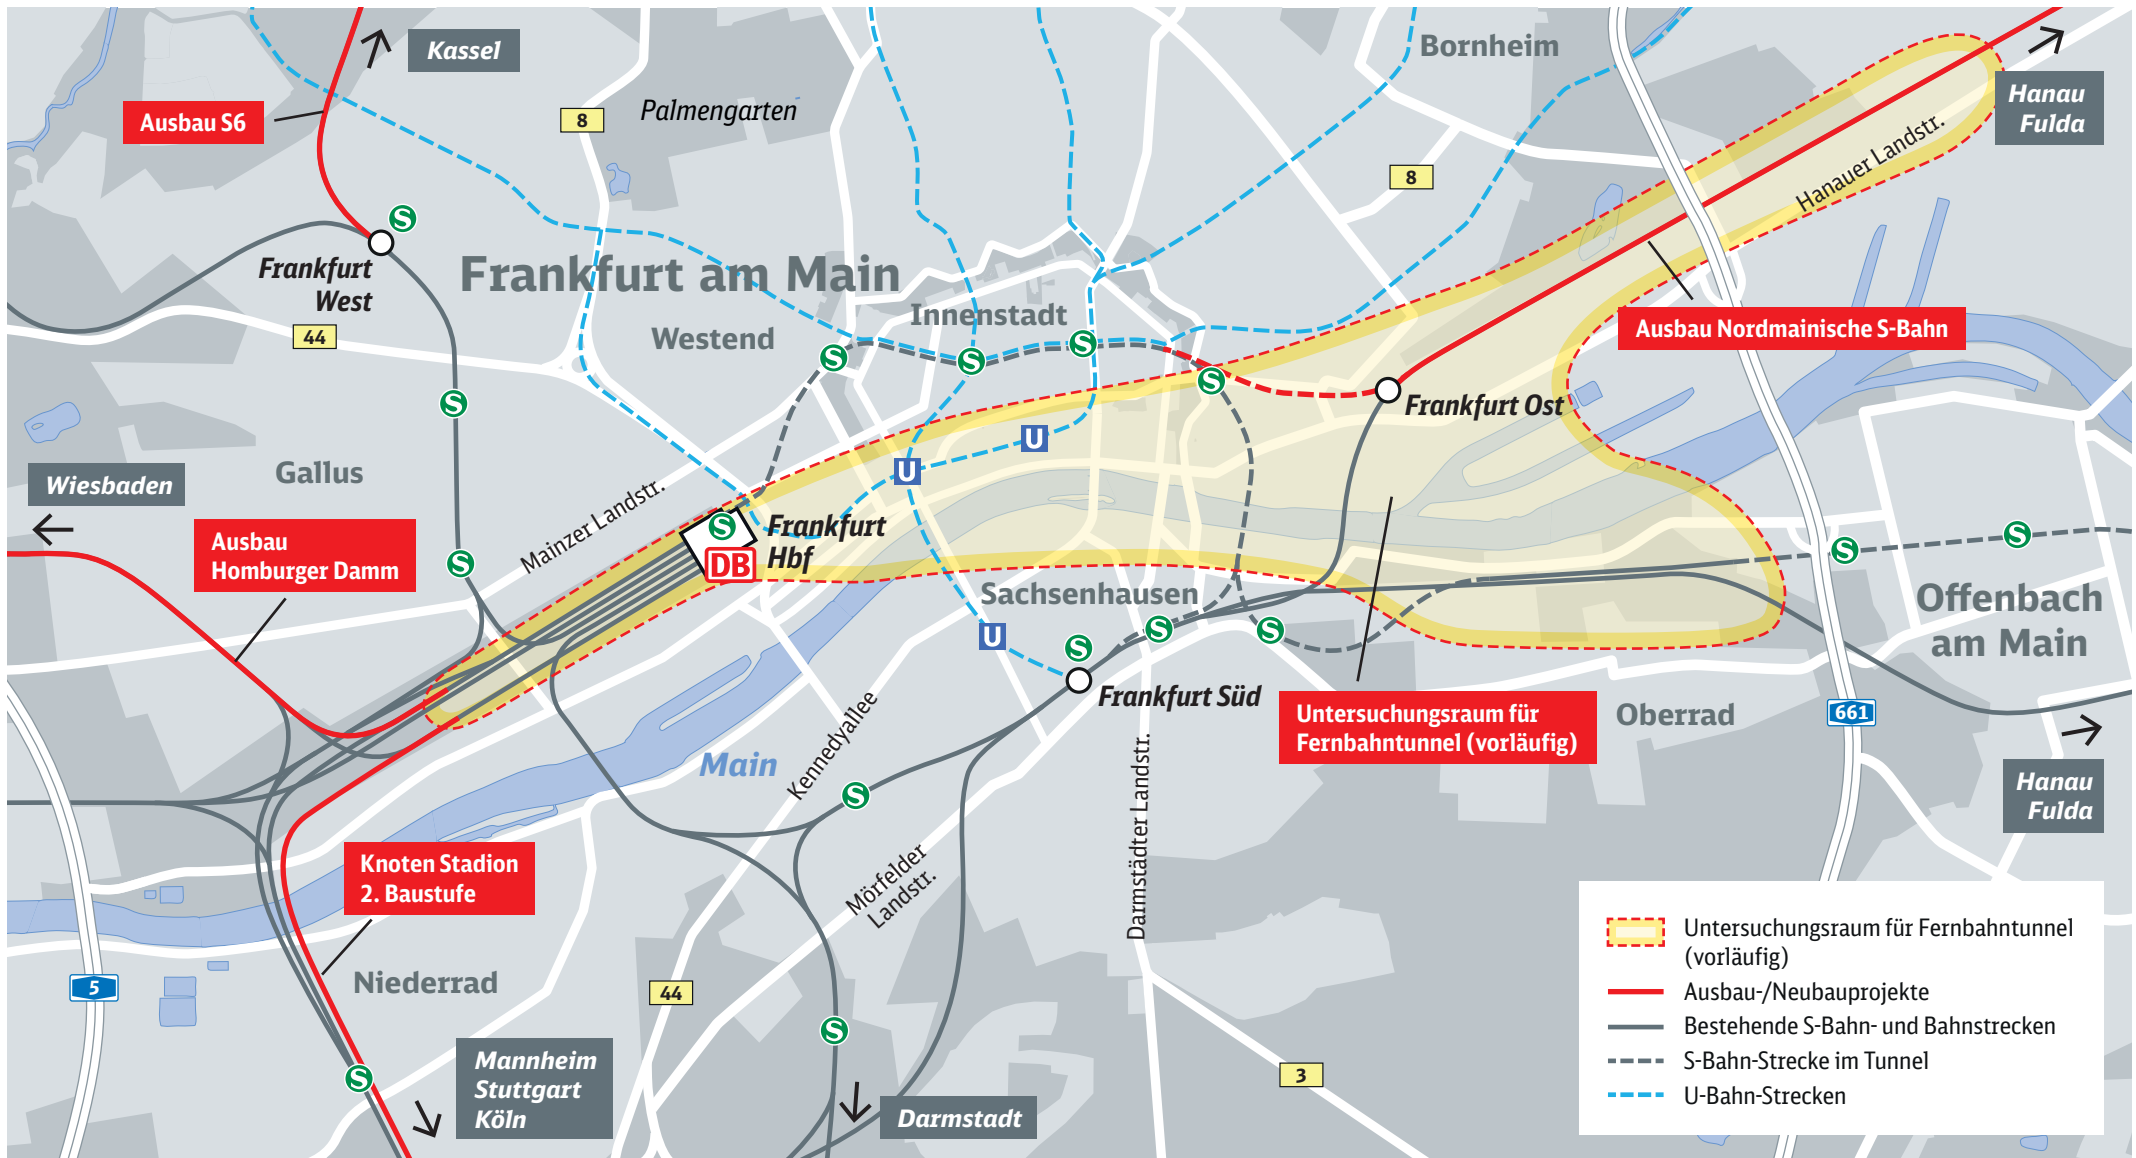 Kassel
Ausbau S6
8
Palmengarten
Bornheim
Hanau
Fulda
8
Hanauer Landstr.
S
Frankfurt
West
Frankfurt am Main
Innenstadt
Westend
44
S
S
S
S
S
Ausbau Nordmainische S-Bahn
Frankfurt Ost
U
U
Gallus
Wiesbaden
Mainzer Landstr.
S
Frankfurt
Hbf
DB
Ausbau
Homburger Damm
S
S
S
Sachsenhausen
Offenbach
am Main
U
S
S
S
Frankfurt Süd
Untersuchungsraum für
Fernbahntunnel (vorläufig)
Oberrad
661
Main
Kennedyallee
Darmstädter Landstr.
Hanau
Fulda
S
Mörfelder
Landstr.
Knoten Stadion
2. Baustufe
5
Niederrad
44
S
S
3
Mannheim
Stuttgart
Köln
Darmstadt
Untersuchungsraum für Fernbahntunnel
(vorläufig)
Ausbau-/Neubauprojekte
Bestehende S-Bahn- und Bahnstrecken
S-Bahn-Strecke im Tunnel
U-Bahn-Strecken